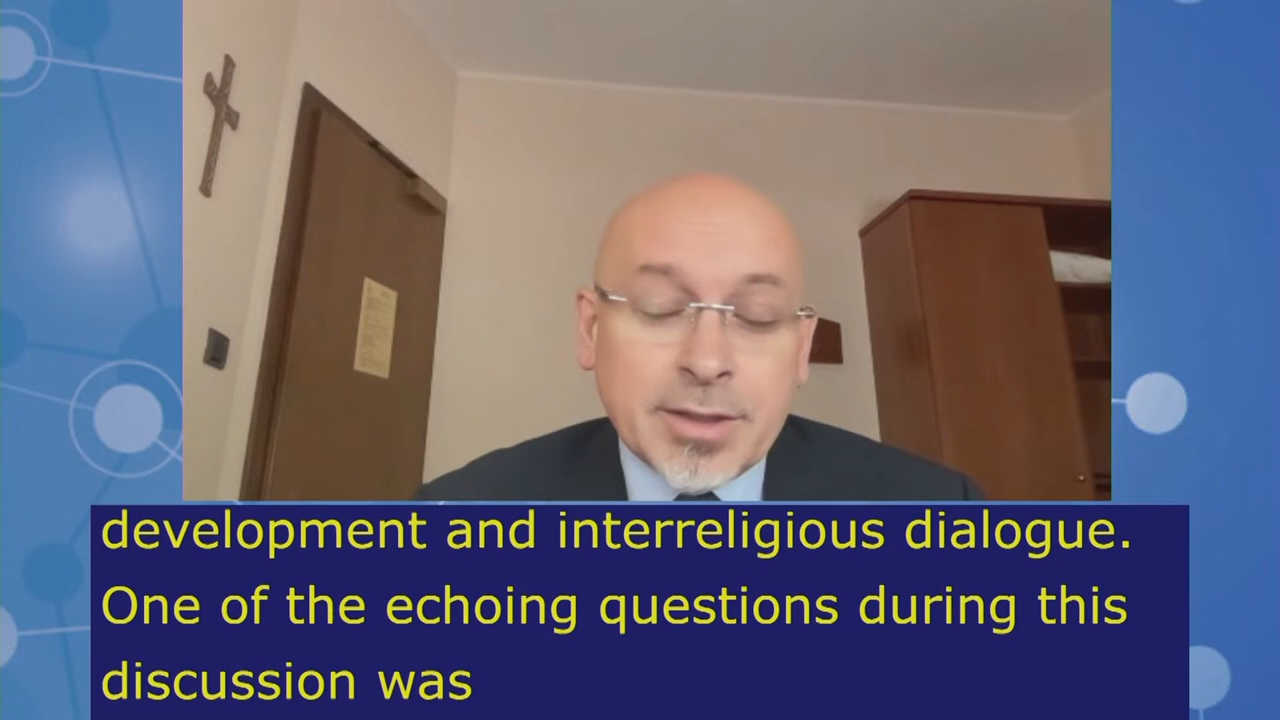 development and interreligious dialogue.
One of the echoing questions during this
discussion was